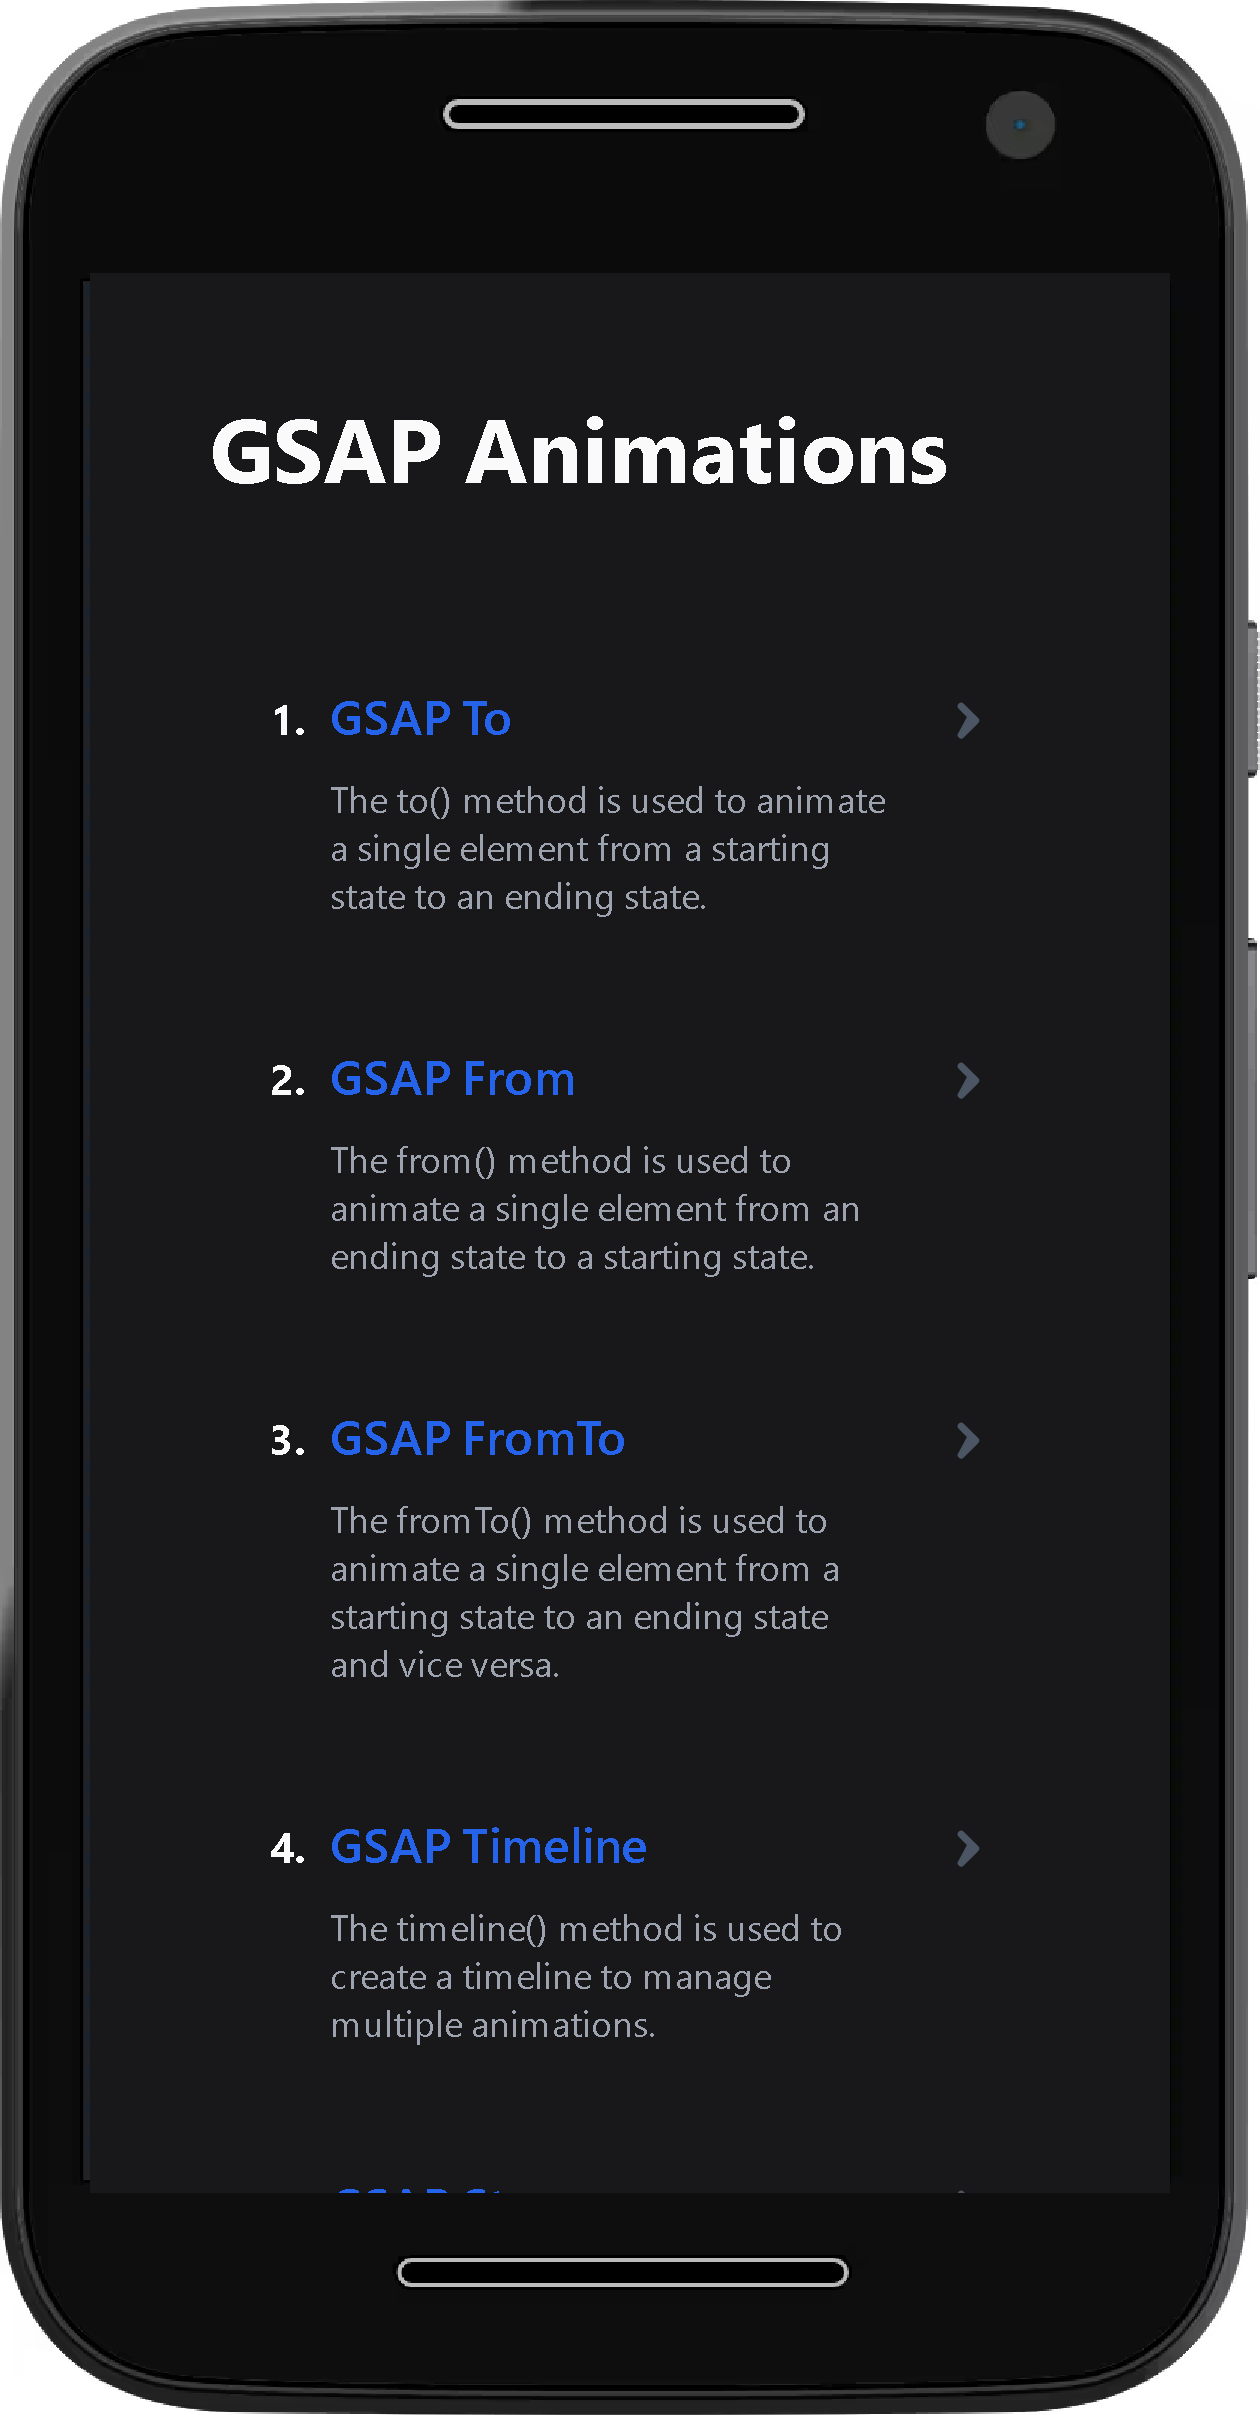 GSAP Animations
1. GSAP To
The to() method is used to animate
a single element from a starting
state to an ending state.
2. GSAP From
The from() method is used to
animate a single element from an
ending state to a starting state.
3. GSAP FromTo
The fromTo() method is used to
animate a single element from a
starting state to an ending state
and vice versa.
4. GSAP Timeline
The timeline() method is used to
create a timeline to manage
multiple animations.
GSAP